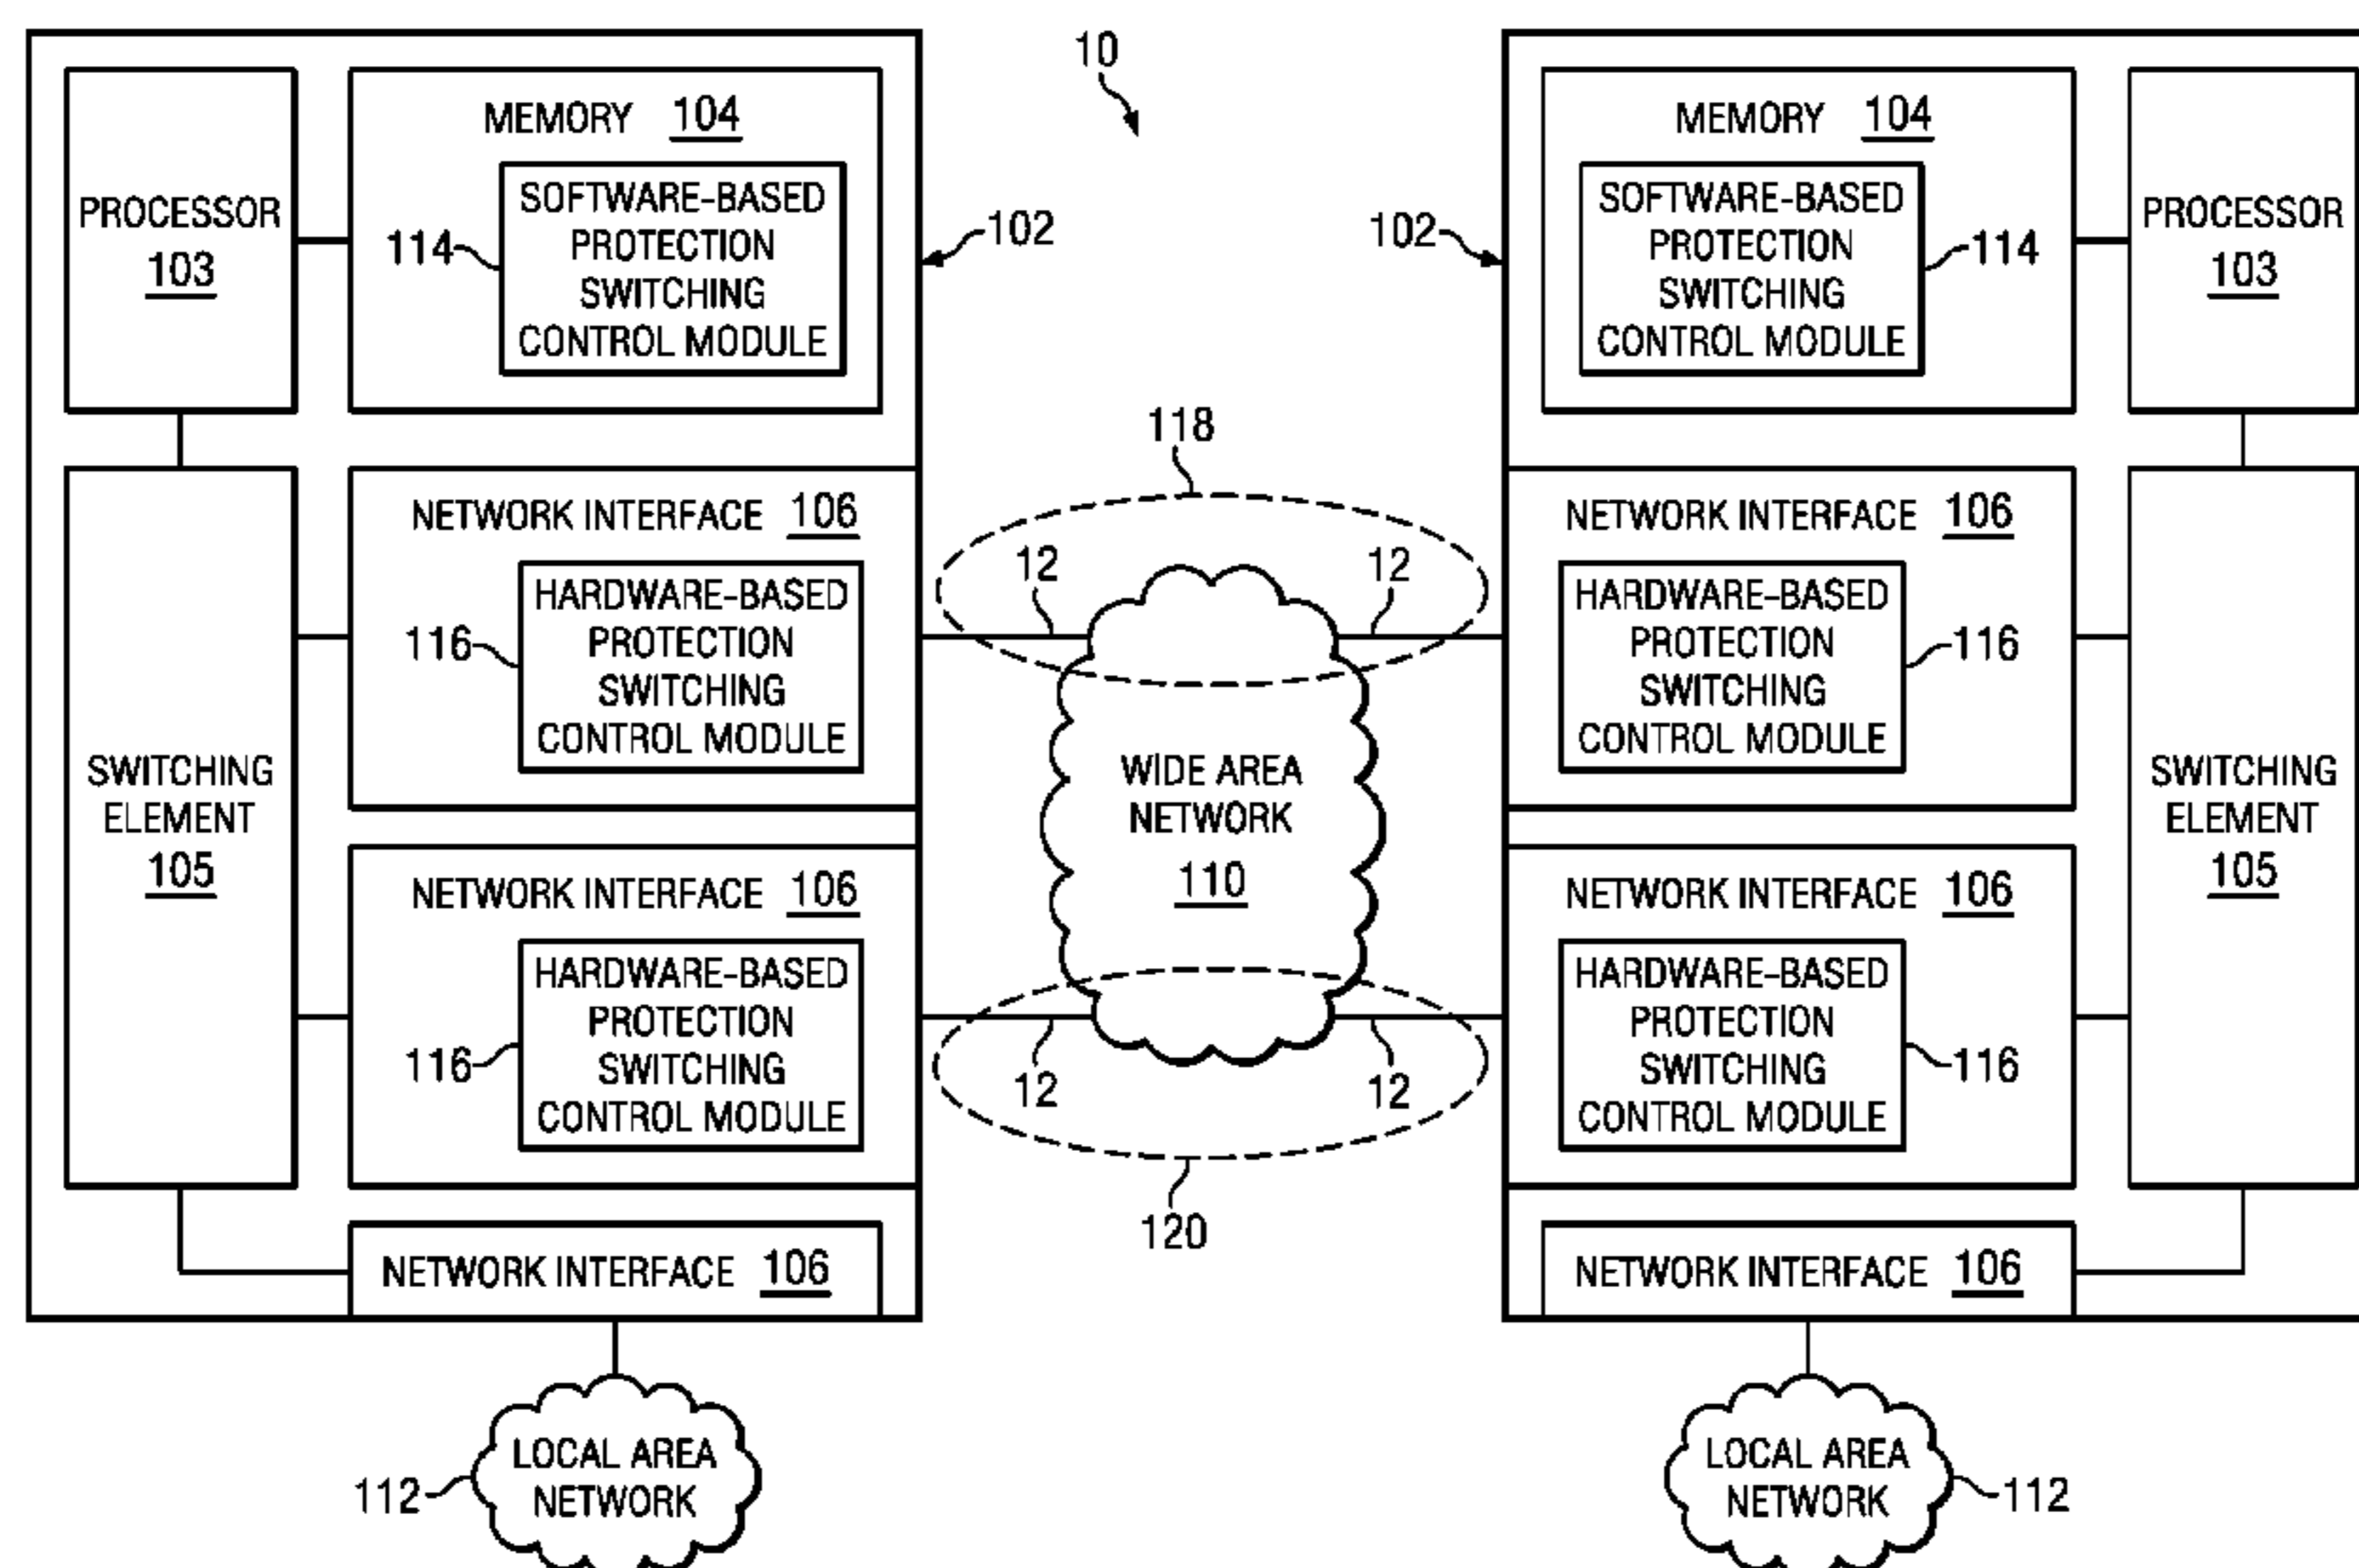 10
MEMORY 104
SOFTWARE-BASED
PROTECTION
SWITCHING
CONTROL MODULE
114
PROCESSOR
103
102
NETWORK INTERFACE 106
HARDWARE-BASED
PROTECTION
SWITCHING
CONTROL MODULE
116
SWITCHING
ELEMENT
105
NETWORK INTERFACE 106
HARDWARE-BASED
PROTECTION
SWITCHING
CONTROL MODULE
116
NETWORK INTERFACE 106
LOCAL AREA
NETWORK
112
118
12
12
WIDE AREA
NETWORK
110
12
12
120
102
MEMORY 104
SOFTWARE-BASED
PROTECTION
SWITCHING
CONTROL MODULE
114
PROCESSOR
103
NETWORK INTERFACE 106
HARDWARE-BASED
PROTECTION
SWITCHING
CONTROL MODULE
116
SWITCHING
ELEMENT
105
NETWORK INTERFACE 106
HARDWARE-BASED
PROTECTION
SWITCHING
CONTROL MODULE
116
NETWORK INTERFACE 106
LOCAL AREA
NETWORK
112